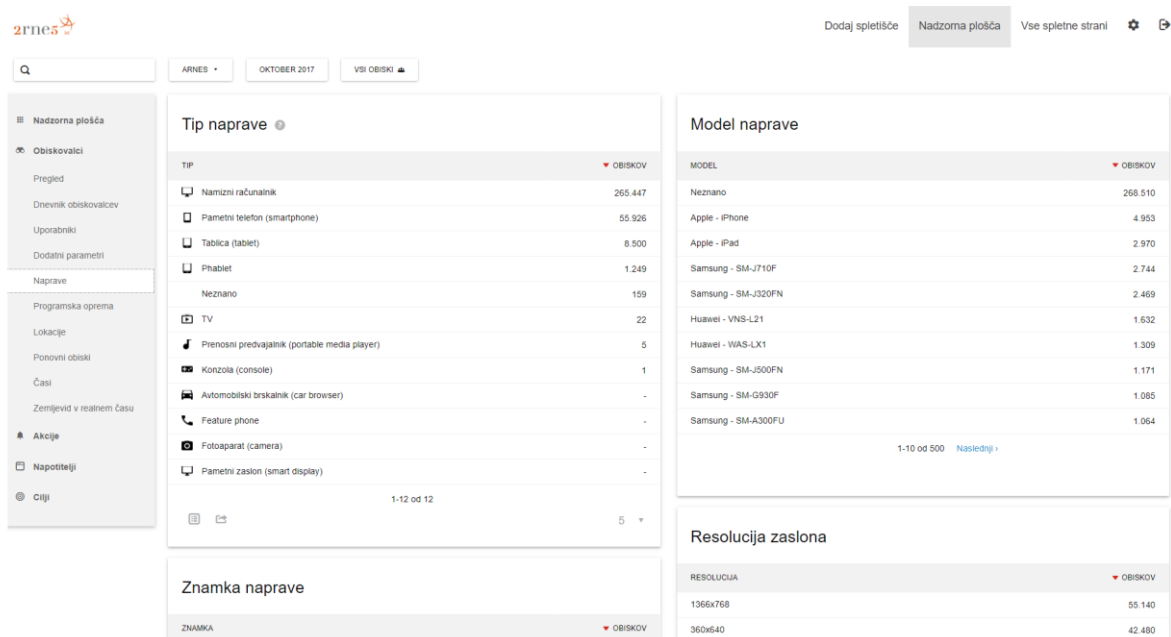 2rne5
Dodaj spletišče
Nadzorna plošča
Vse spletne strani
ARNES
OKTOBER 2017
VSI OBISKI
Nadzorna plošča
Obiskovalci
Pregled
Dnevnik obiskovalcev
Uporabniki
Dodatni parametri
Naprave
Programska oprema
Lokacije
Ponovni obiski
Časi
Zemljevid v realnem času
Akcije
Napotitelji
Cilji
Tip naprave
TIP OBISKOV
Namizni računalnik 265.447
Pametni telefon (smartphone) 55.926
Tablica (tablet) 8.500
Phablet 1.249
Neznano 159
TV 22
Prenosni predvajalnik (portable media player) 5
Konzola (console) 1
Avtomobilski brskalnik (car browser) -
Feature phone -
Fotoaparat (camera) -
Pametni zaslon (smart display) -
1-12 od 12
5
Znamka naprave
ZNAMKA OBISKOV
Model naprave
MODEL OBISKOV
Neznano 268.510
Apple - iPhone 4.953
Apple - iPad 2.970
Samsung - SM-J710F 2.744
Samsung - SM-J320FN 2.469
Huawei - VNS-L21 1.632
Huawei - WAS-LX1 1.309
Samsung - SM-J500FN 1.171
Samsung - SM-G930F 1.085
Samsung - SM-A300FU 1.064
1-10 od 500 Naslednji ›
Resolucija zaslona
RESOLUCIJA OBISKOV
1366x768 55.140
360x640 42.480